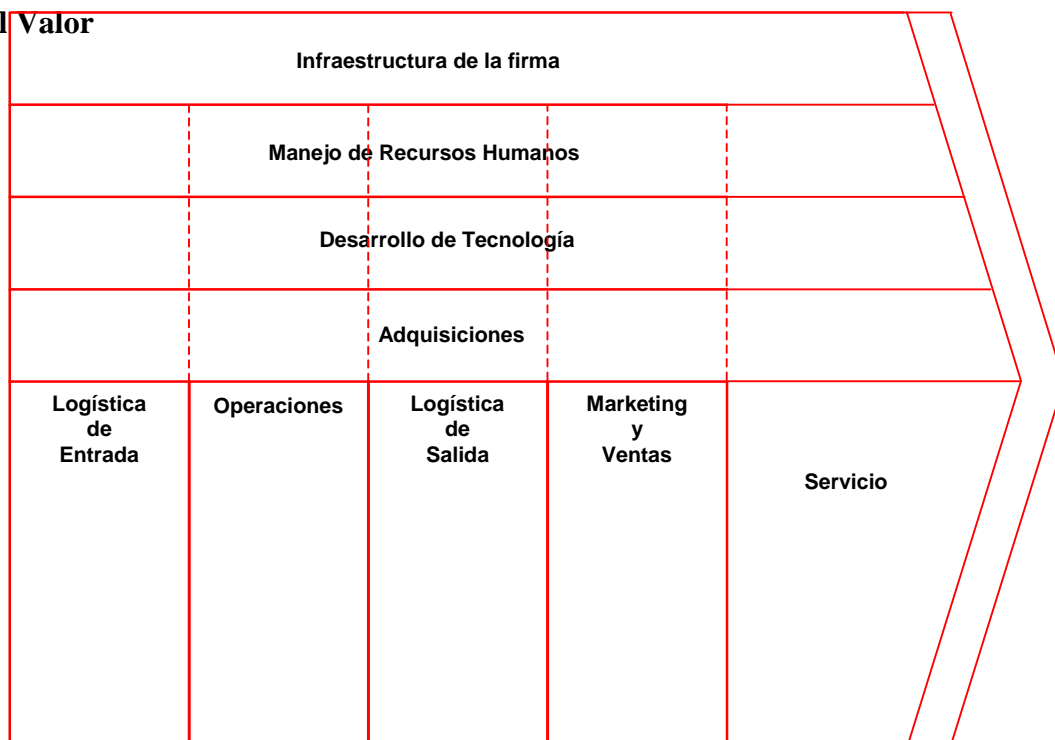 l Valor
Infraestructura de la firma
Manejo de Recursos Humanos
Desarrollo de Tecnología
Adquisiciones
Logística
de
Entrada
Operaciones
Logística
de
Salida
Marketing
y
Ventas
Servicio